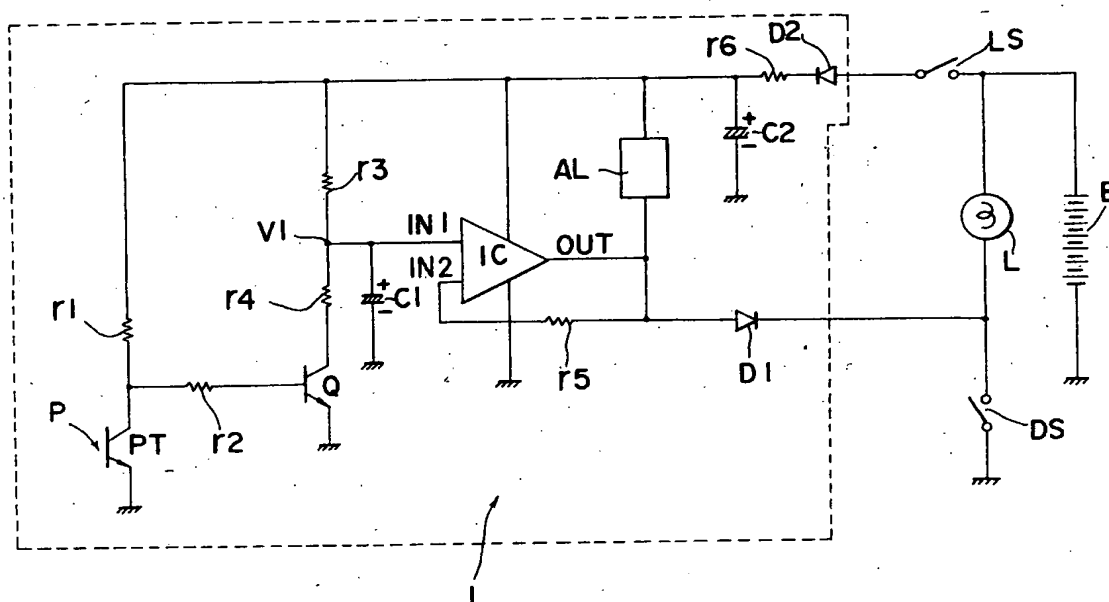 D2
LS
r6
+
C2
-
AL
r3
V1
IN1
IC
OUT
IN2
+
C1
-
r4
r1
r5
D1
L
B
DS
P
PT
r2
Q
1